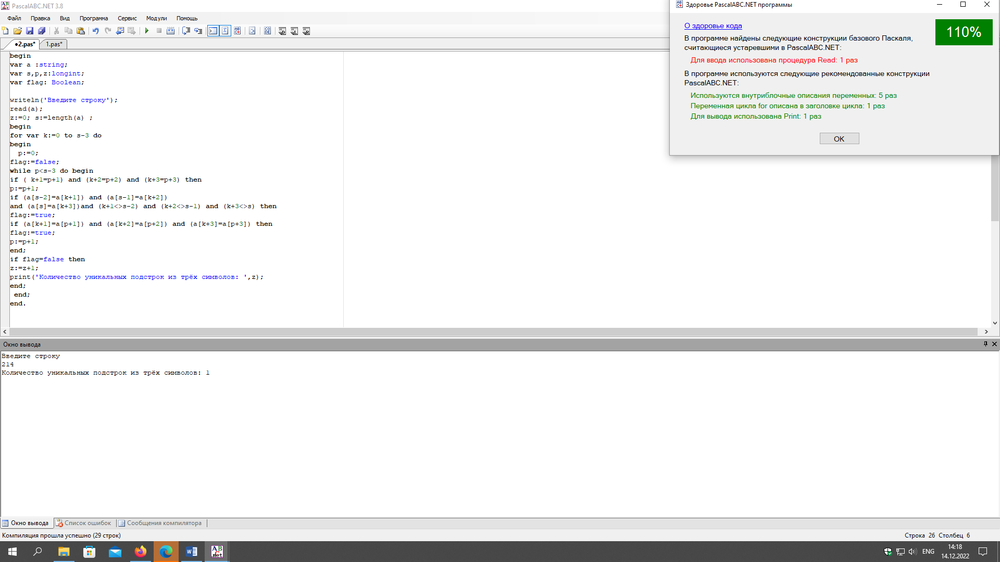 PascalABC.NET 3.8
Файл Правка Вид Программа Сервис Модули Помощь
•2.pas* 1.pas*
begin
var a :string;
var s,p,z:longint;
var flag: Boolean;
writeln('Введите строку');
read(a);
z:=0; s:=length(a) ;
begin
for var k:=0 to s-3 do
begin
p:=0;
flag:=false;
while p<s-3 do begin
if ( k+1=p+1) and (k+2=p+2) and (k+3=p+3) then
p:=p+1;
if (a[s-2]=a[k+1]) and (a[s-1]=a[k+2])
and (a[s]=a[k+3])and (k+1<>s-2) and (k+2<>s-1) and (k+3<>s) then
flag:=true;
if (a[k+1]=a[p+1]) and (a[k+2]=a[p+2]) and (a[k+3]=a[p+3]) then
flag:=true;
p:=p+1;
end;
if flag=false then
z:=z+1;
print('Количество уникальных подстрок из трёх символов: ',z);
end;
end;
end.
Здоровье PascalABC.NET программы
О здоровье кода
110%
В программе найдены следующие конструкции базового Паскаля,
считающиеся устаревшими в PascalABC.NET:
Для ввода использована процедура Read: 1 раз
В программе используются следующие рекомендованные конструкции
PascalABC.NET:
Используются внутриблочные описания переменных: 5 раз
Переменная цикла for описана в заголовке цикла: 1 раз
Для вывода использована Print: 1 раз
OK
Окно вывода
Введите строку
214
Количество уникальных подстрок из трёх символов: 1
Окно вывода Список ошибок Сообщения компилятора
Компиляция прошла успешно (29 строк) Строка 26 Столбец 6
ENG 14:18
14.12.2022